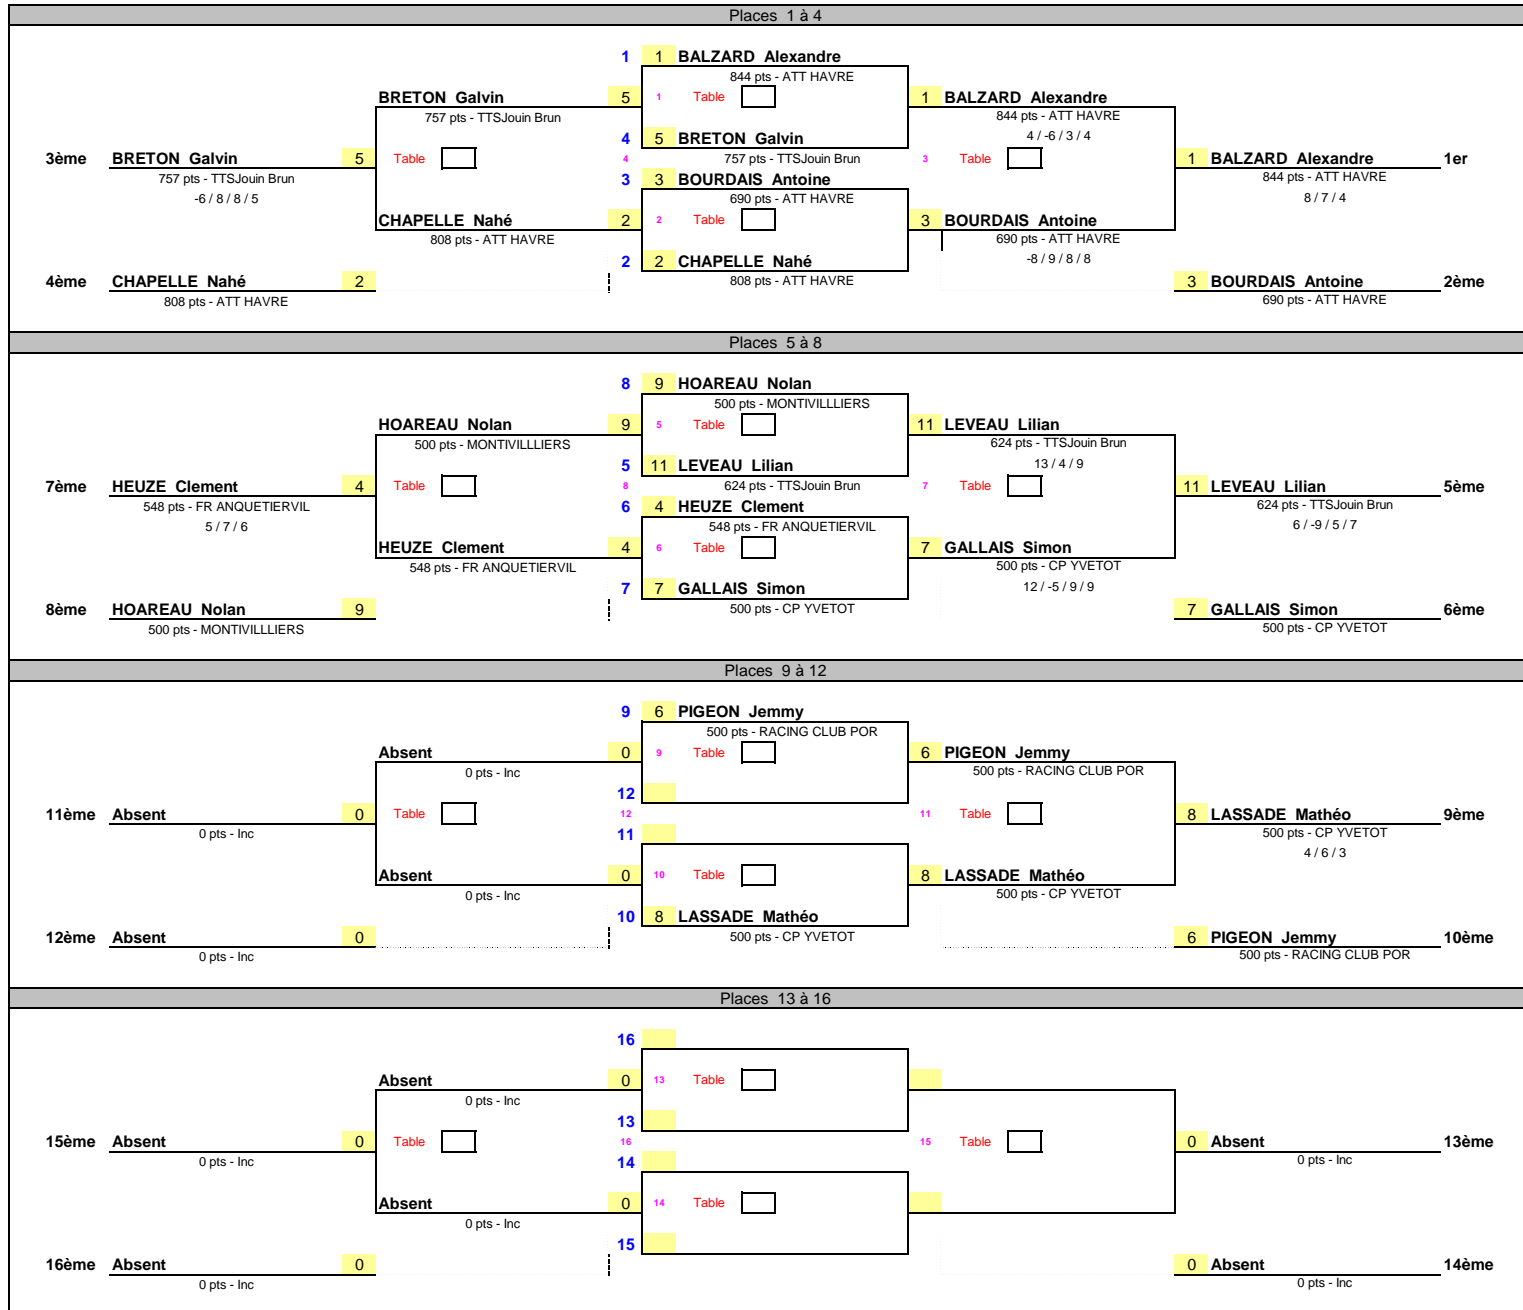 Places 1 à 4
1 1 BALZARD Alexandre
844 pts - ATT HAVRE
BRETON Galvin 5 1 Table 1 BALZARD Alexandre
757 pts - TTSJouin Brun 844 pts - ATT HAVRE
4 5 BRETON Galvin 4 / -6 / 3 / 4
3ème BRETON Galvin 5 Table 4 757 pts - TTSJouin Brun 3 Table 1 BALZARD Alexandre 1er
757 pts - TTSJouin Brun 3 3 BOURDAIS Antoine 844 pts - ATT HAVRE
-6 / 8 / 8 / 5 690 pts - ATT HAVRE 8 / 7 / 4
CHAPELLE Nahé 2 2 Table 3 BOURDAIS Antoine
808 pts - ATT HAVRE 690 pts - ATT HAVRE
2 2 CHAPELLE Nahé -8 / 9 / 8 / 8
4ème CHAPELLE Nahé 2 808 pts - ATT HAVRE 3 BOURDAIS Antoine 2ème
808 pts - ATT HAVRE 690 pts - ATT HAVRE
Places 5 à 8
8 9 HOAREAU Nolan
500 pts - MONTIVILLLIERS
HOAREAU Nolan 9 5 Table 11 LEVEAU Lilian
500 pts - MONTIVILLLIERS 624 pts - TTSJouin Brun
5 11 LEVEAU Lilian 13 / 4 / 9
7ème HEUZE Clement 4 Table 8 624 pts - TTSJouin Brun 7 Table 11 LEVEAU Lilian 5ème
548 pts - FR ANQUETIERVIL 6 4 HEUZE Clement 624 pts - TTSJouin Brun
5 / 7 / 6 548 pts - FR ANQUETIERVIL 6 / -9 / 5 / 7
HEUZE Clement 4 6 Table 7 GALLAIS Simon
548 pts - FR ANQUETIERVIL 500 pts - CP YVETOT
7 7 GALLAIS Simon 12 / -5 / 9 / 9
8ème HOAREAU Nolan 9 500 pts - CP YVETOT 7 GALLAIS Simon 6ème
500 pts - MONTIVILLLIERS 500 pts - CP YVETOT
Places 9 à 12
9 6 PIGEON Jemmy
500 pts - RACING CLUB POR
Absent 0 9 Table 6 PIGEON Jemmy
0 pts - Inc 500 pts - RACING CLUB POR
12
11ème Absent 0 Table 12 11 Table 8 LASSADE Mathéo 9ème
0 pts - Inc 11 500 pts - CP YVETOT
4 / 6 / 3
Absent 0 10 Table 8 LASSADE Mathéo
0 pts - Inc 500 pts - CP YVETOT
10 8 LASSADE Mathéo
12ème Absent 0 500 pts - CP YVETOT 6 PIGEON Jemmy 10ème
0 pts - Inc 500 pts - RACING CLUB POR
Places 13 à 16
16
Absent 0 13 Table
0 pts - Inc
13
15ème Absent 0 Table 16 15 Table 0 Absent 13ème
0 pts - Inc 14 0 pts - Inc
Absent 0 14 Table
0 pts - Inc
15
16ème Absent 0 0 Absent 14ème
0 pts - Inc 0 pts - Inc